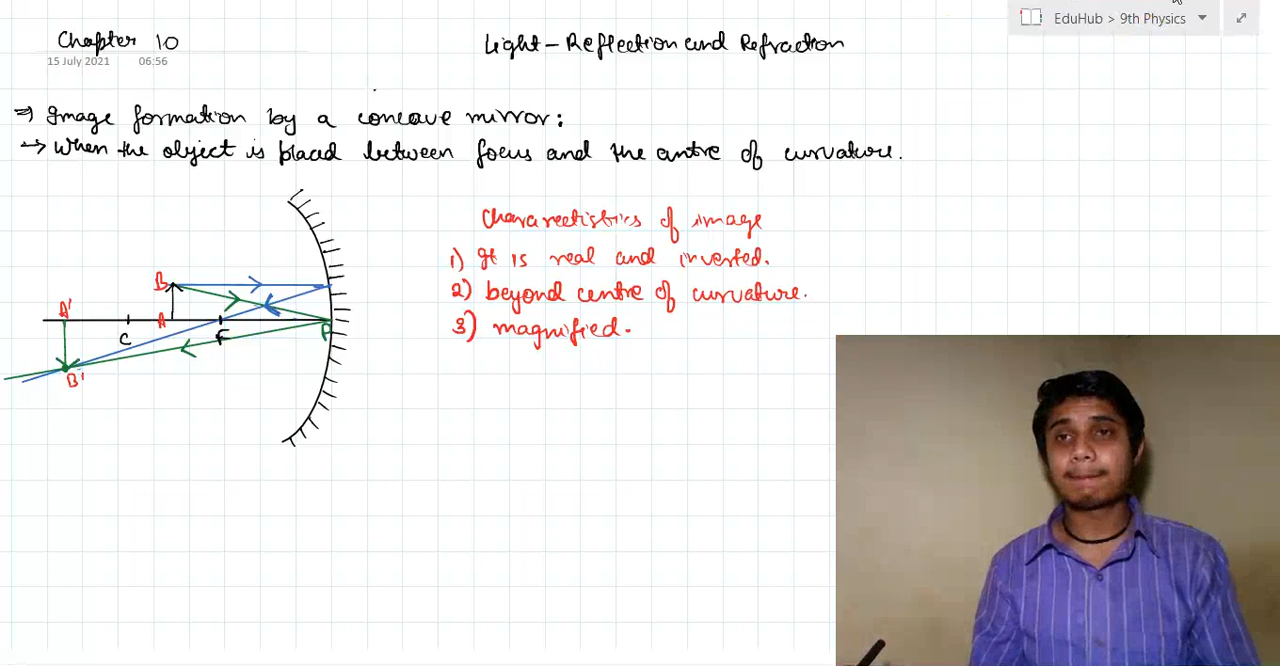 EduHub > 9th Physics
Chapter 10
Light - Reflection and Refraction
15 July 2021 06:56
⇒ Image formation by a concave mirror:
→ When the object is placed between focus and the centre of curvature.
Chararectistics of image
1) It is real and inverted.
2) beyond centre of curvature.
3) magnified.
B
A'
A
C
F
P
B'